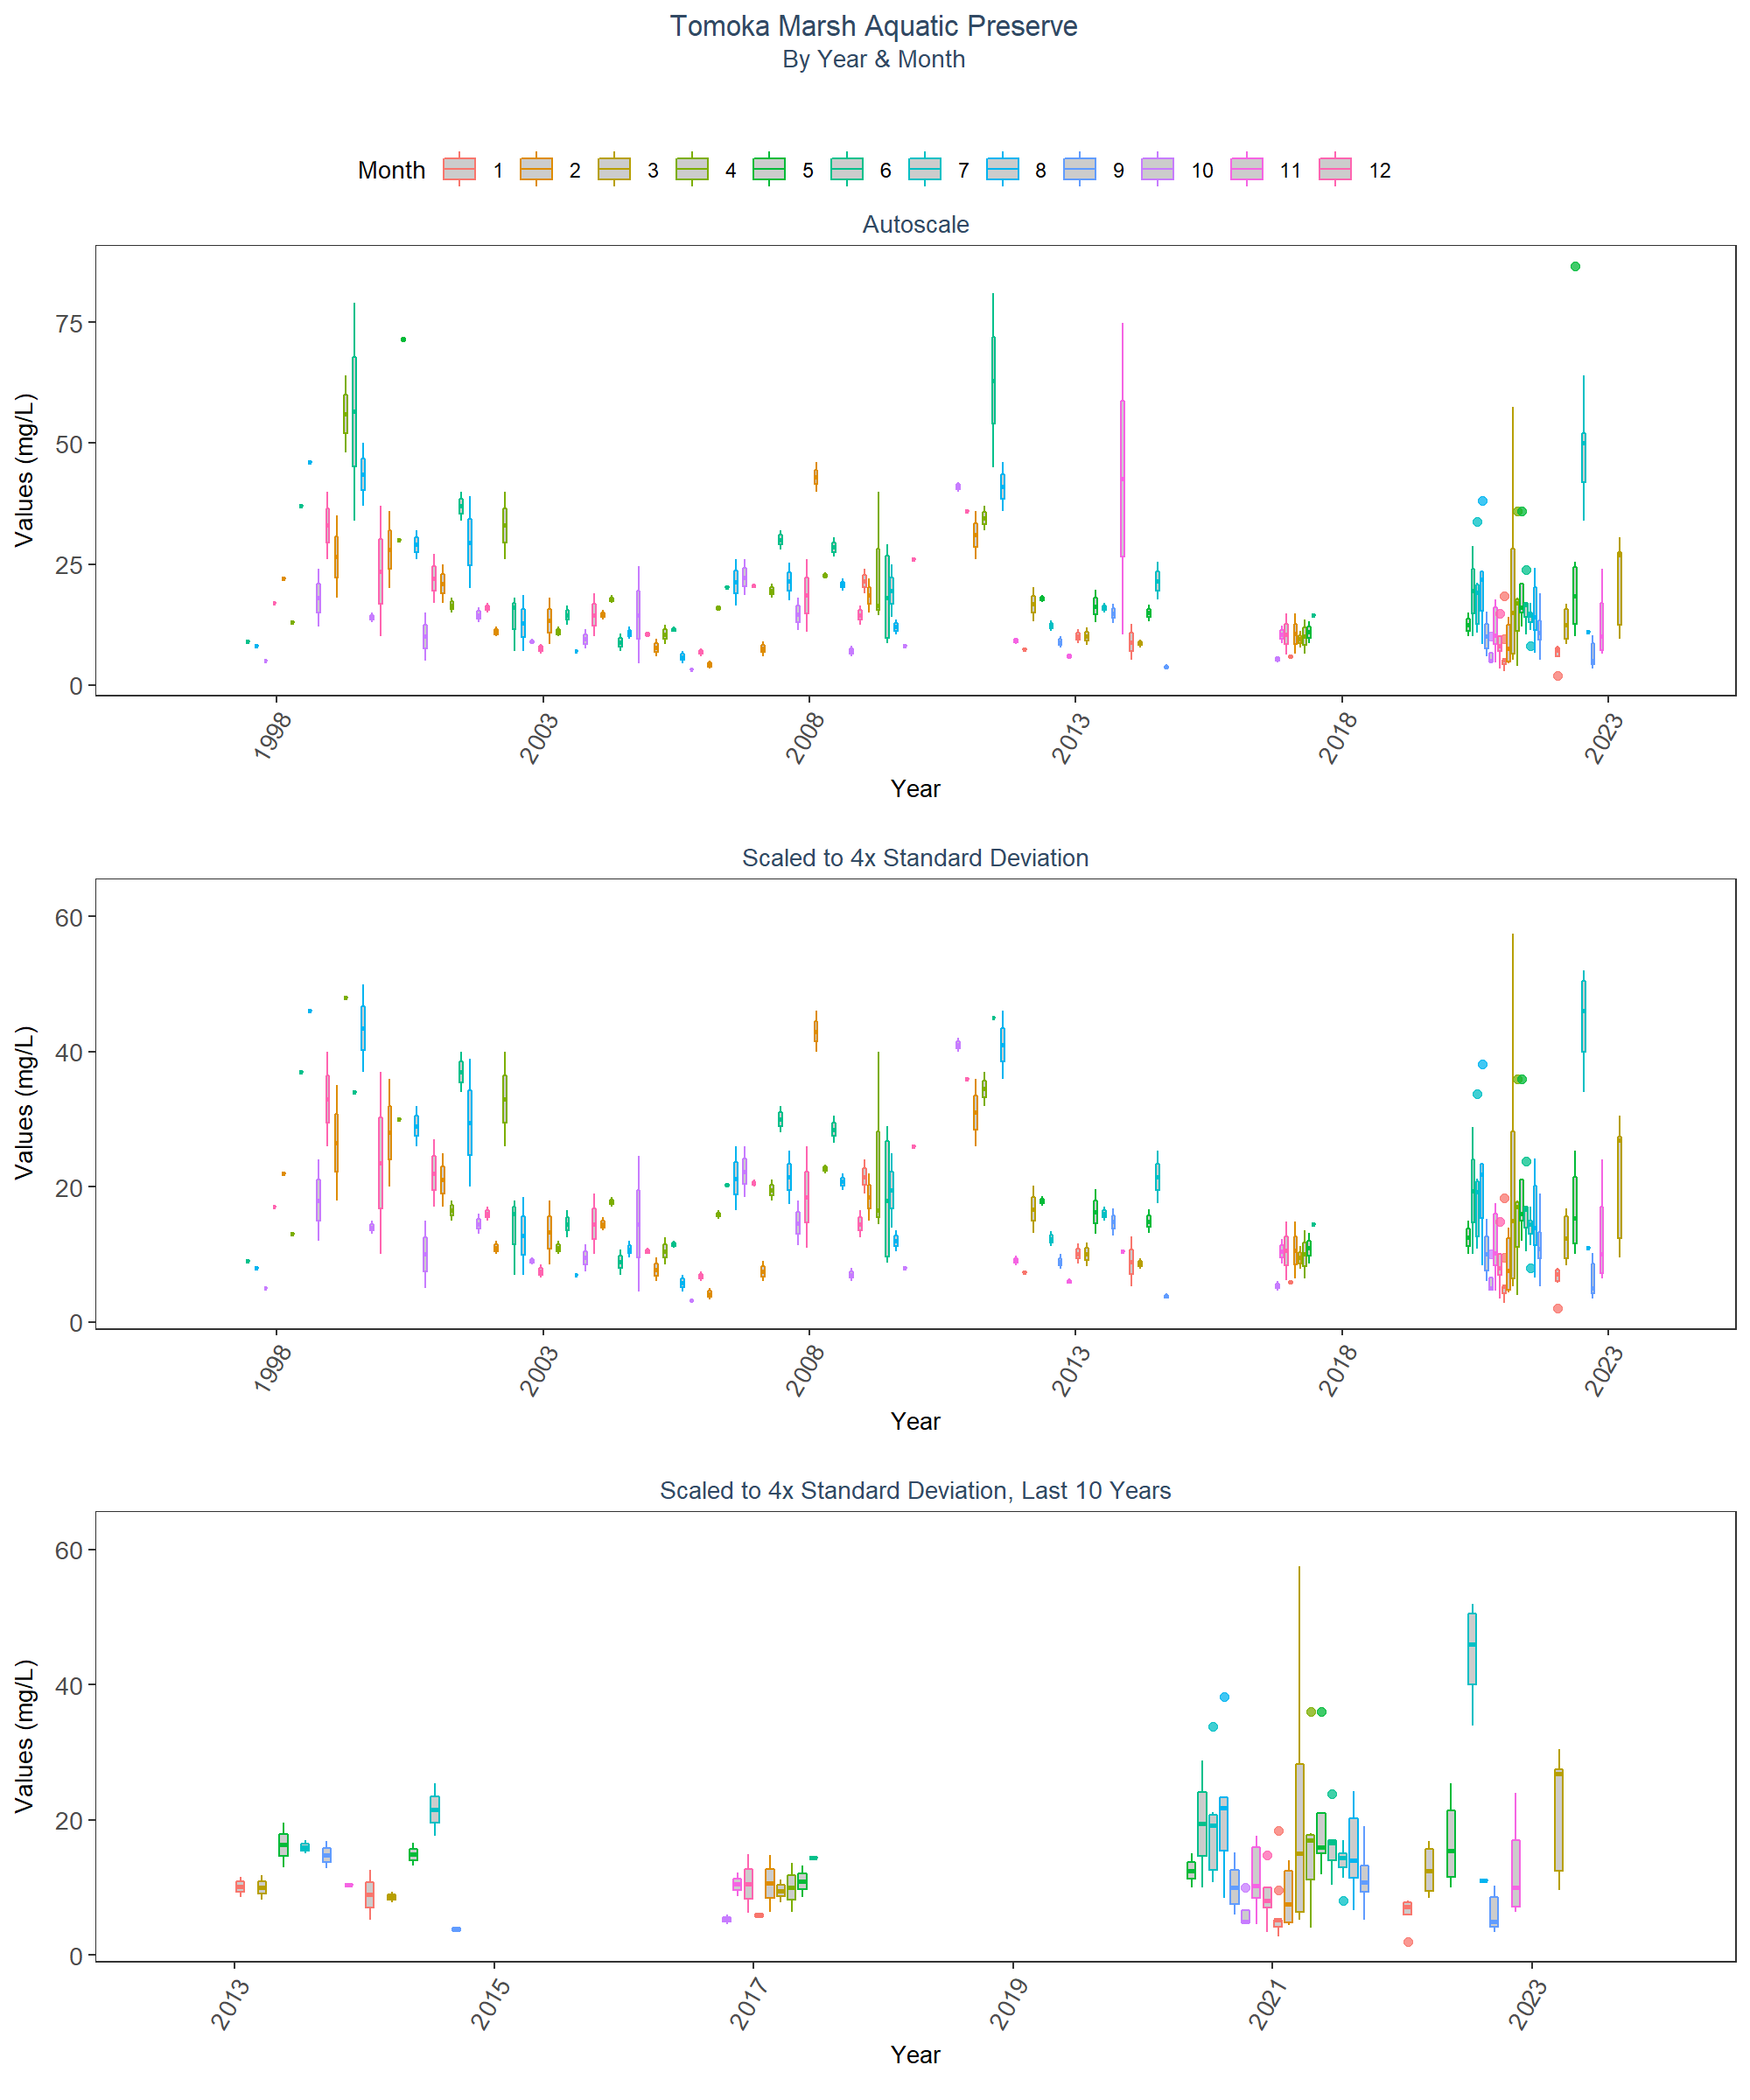 Tomoka Marsh Aquatic Preserve
By Year & Month
Month 1 2 3 4 5 6 7 8 9 10 11 12
Autoscale
75
50
25
0
Values (mg/L)
1998 2003 2008 2013 2018 2023
Year
Scaled to 4x Standard Deviation
60
40
20
0
Values (mg/L)
1998 2003 2008 2013 2018 2023
Year
Scaled to 4x Standard Deviation, Last 10 Years
60
40
20
0
Values (mg/L)
2013 2015 2017 2019 2021 2023
Year